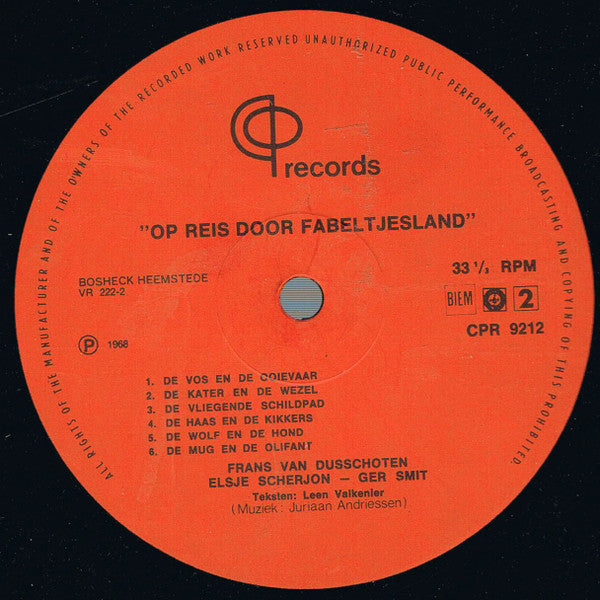 ALL RIGHTS OF THE MANUFACTURER AND OF THE OWNERS OF THE RECORDED WORK RESERVED UNAUTHORIZED PUBLIC PERFORMANCE BROADCASTING AND COPYING OF THIS PROHIBITED.
cp
records
"OP REIS DOOR FABELTJESLAND"
BOSHECK HEEMSTEDE
VR 222-2
33 1/3 RPM
BIEM 2
CPR 9212
℗ 1968
1. DE VOS EN DE OOIEVAAR
2. DE KATER EN DE WEZEL
3. DE VLIEGENDE SCHILDPAD
4. DE HAAS EN DE KIKKERS
5. DE WOLF EN DE HOND
6. DE MUG EN DE OLIFANT
FRANS VAN DUSSCHOTEN
ELSJE SCHERJON – GER SMIT
Teksten: Leen Valkenier
(Muziek: Juriaan Andriessen)